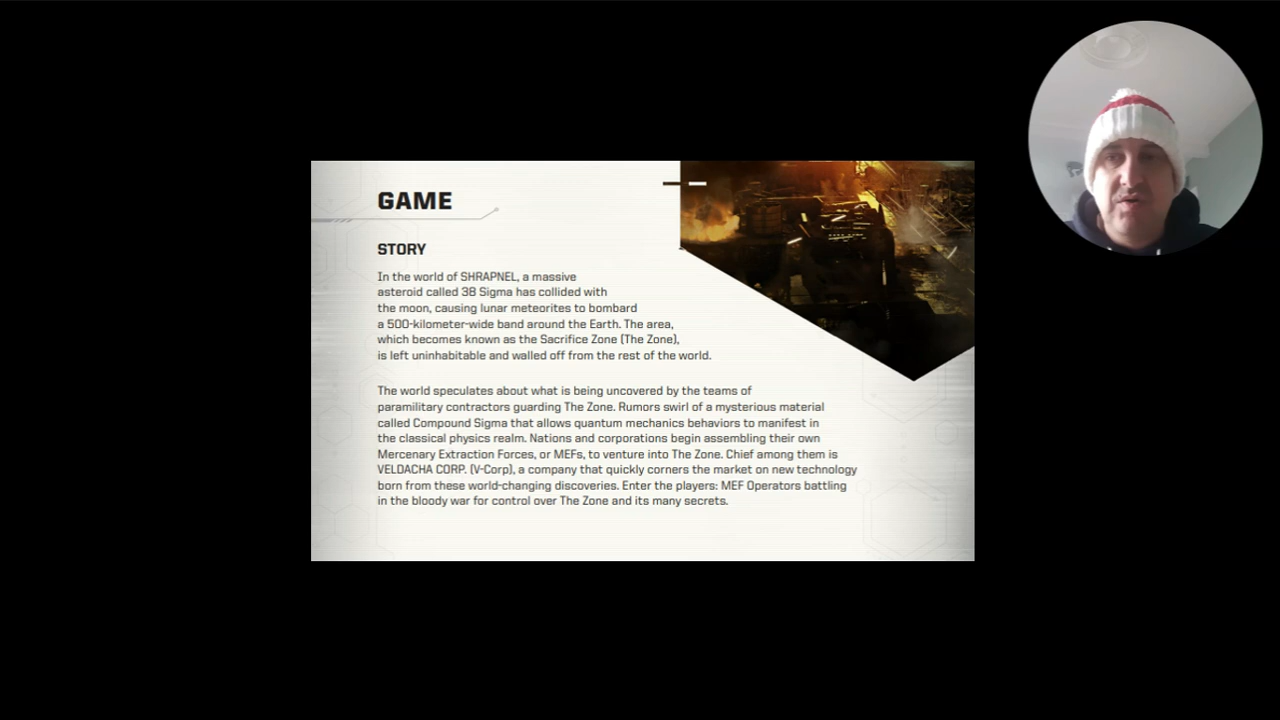 GAME
STORY
In the world of SHRAPNEL, a massive
asteroid called 38 Sigma has collided with
the moon, causing lunar meteorites to bombard
a 500-kilometer-wide band around the Earth. The area,
which becomes known as the Sacrifice Zone (The Zone),
is left uninhabitable and walled off from the rest of the world.
The world speculates about what is being uncovered by the teams of
paramilitary contractors guarding The Zone. Rumors swirl of a mysterious material
called Compound Sigma that allows quantum mechanics behaviors to manifest in
the classical physics realm. Nations and corporations begin assembling their own
Mercenary Extraction Forces, or MEFs, to venture into The Zone. Chief among them is
VELDACHA CORP. (V-Corp), a company that quickly corners the market on new technology
born from these world-changing discoveries. Enter the players: MEF Operators battling
in the bloody war for control over The Zone and its many secrets.